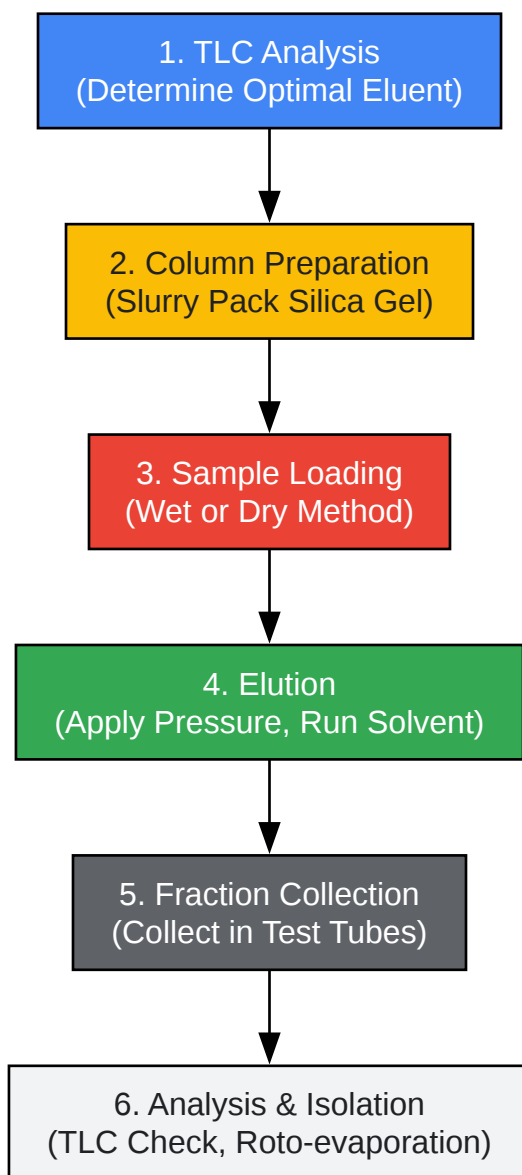 1. TLC Analysis
(Determine Optimal Eluent)
2. Column Preparation
(Slurry Pack Silica Gel)
3. Sample Loading
(Wet or Dry Method)
4. Elution
(Apply Pressure, Run Solvent)
5. Fraction Collection
(Collect in Test Tubes)
6. Analysis & Isolation
(TLC Check, Roto-evaporation)